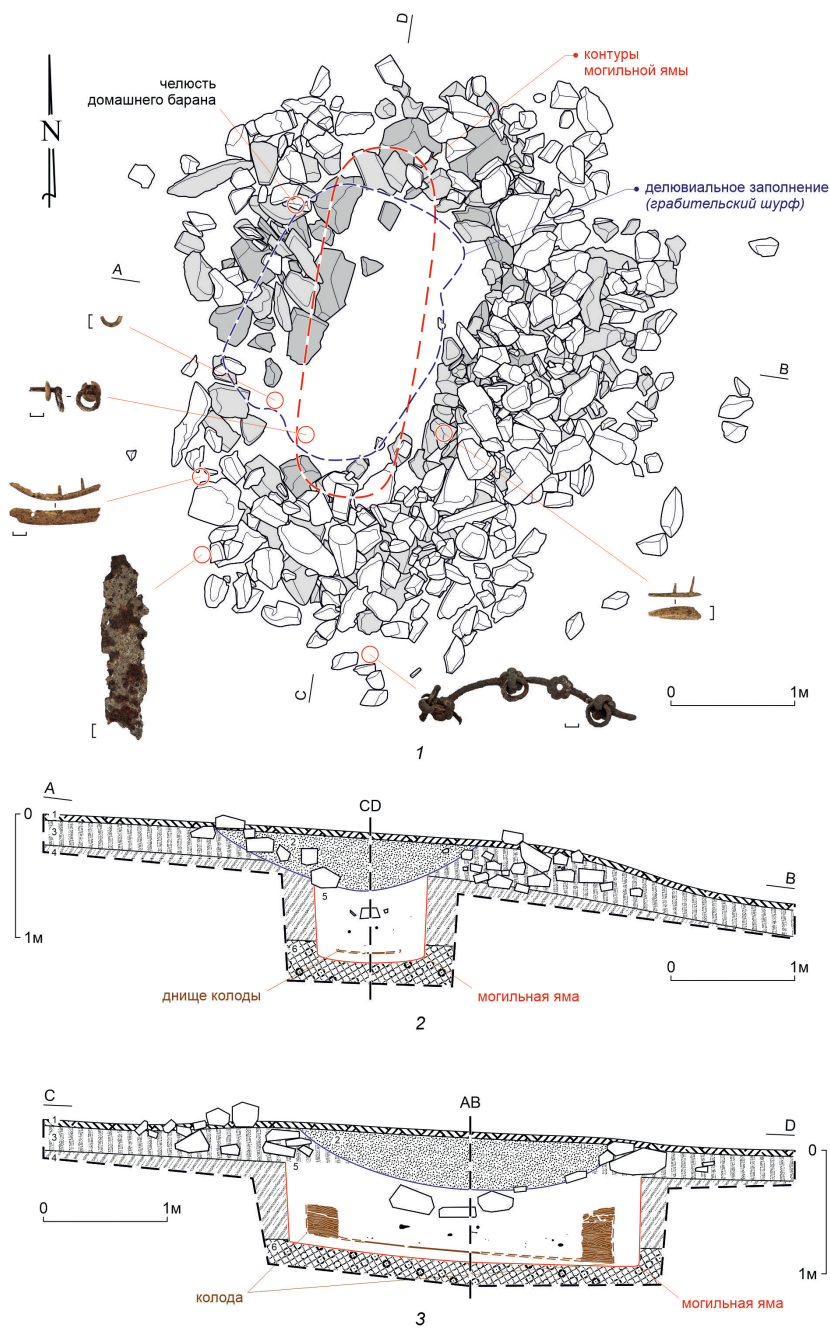 D
контуры
могильной ямы
челюсть
домашнего барана
N
делювиальное заполнение
(грабительский шурф)
A
B
C
0 1м
1
A
0
CD
1
3
4
5
B
1м
6
0 1м
днище колоды
могильная яма
2
C
AB
D
1
3
2
5
0
0 1м
6
1м
колода
могильная яма
3